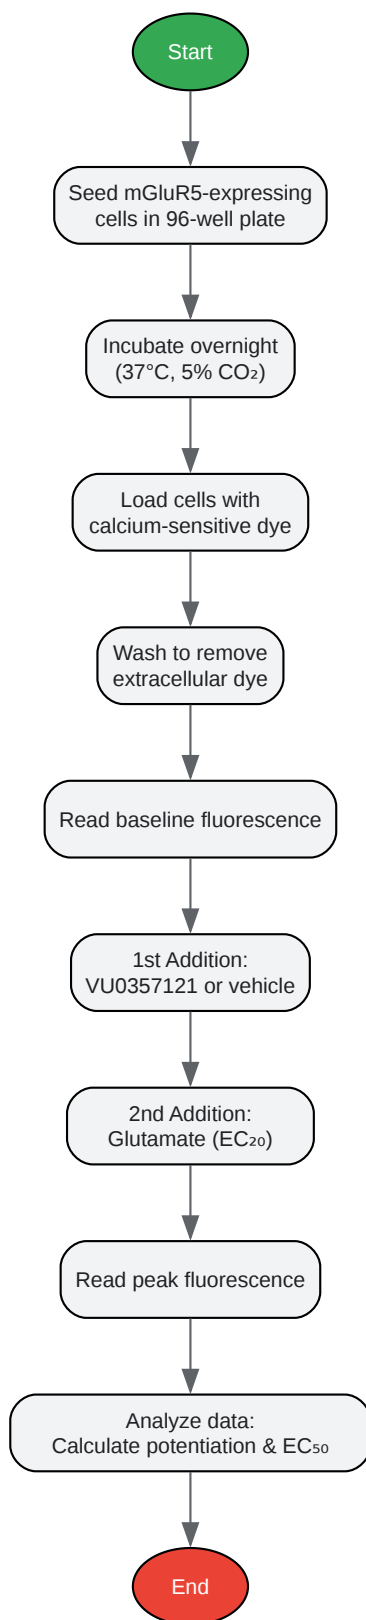 Start
Seed mGluR5-expressing
cells in 96-well plate
Incubate overnight
(37°C, 5% CO₂)
Load cells with
calcium-sensitive dye
Wash to remove
extracellular dye
Read baseline fluorescence
1st Addition:
VU0357121 or vehicle
2nd Addition:
Glutamate (EC₂₀)
Read peak fluorescence
Analyze data:
Calculate potentiation & EC₅₀
End